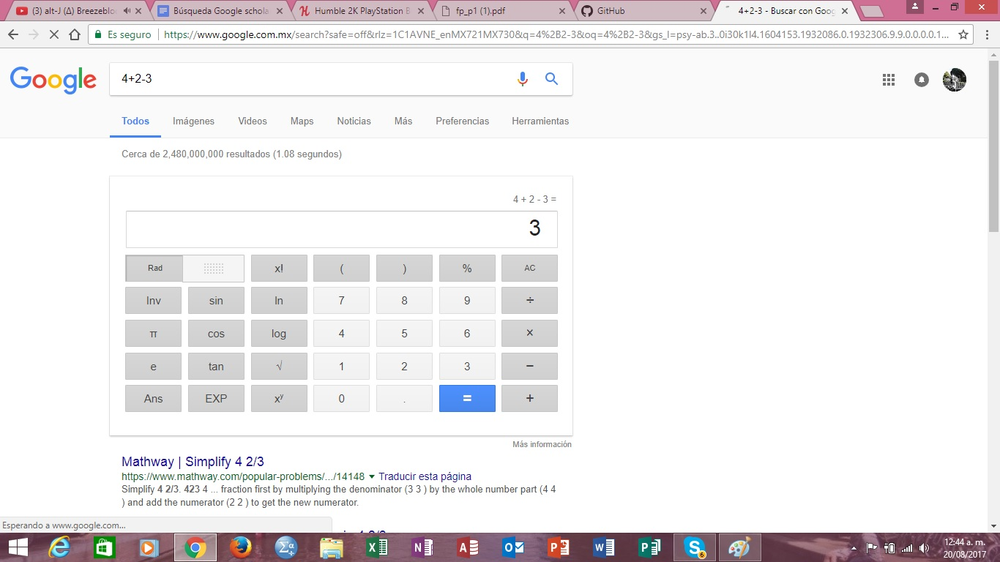 (3) alt-J (Δ) Breezeblo
Búsqueda Google schola
Humble 2K PlayStation B
fp_p1 (1).pdf
GitHub
4+2-3 - Buscar con Goog
Es seguro
https://www.google.com.mx/search?safe=off&rlz=1C1AVNE_enMX721MX730&q=4%2B2-3&oq=4%2B2-3&gs_l=psy-ab.3..0i30k1l4.1604153.1932086.0.1932306.9.9.0.0.0.0.1...
Google
4+2-3
Todos Imágenes Videos Maps Noticias Más Preferencias Herramientas
Cerca de 2,480,000,000 resultados (1.08 segundos)
4 + 2 - 3 =
3
Rad x! ( ) % AC
Inv sin ln 7 8 9 ÷
π cos log 4 5 6 ×
e tan √ 1 2 3 −
Ans EXP xʸ 0 . = +
Más información
Mathway | Simplify 4 2/3
https://www.mathway.com/popular-problems/.../14148 Traducir esta página
Simplify 4 2/3. 423 4 ... fraction first by multiplying the denominator (3 3 ) by the whole number part (4 4
) and add the numerator (2 2 ) to get the new numerator.
Esperando a www.google.com...
12:44 a. m.
20/08/2017